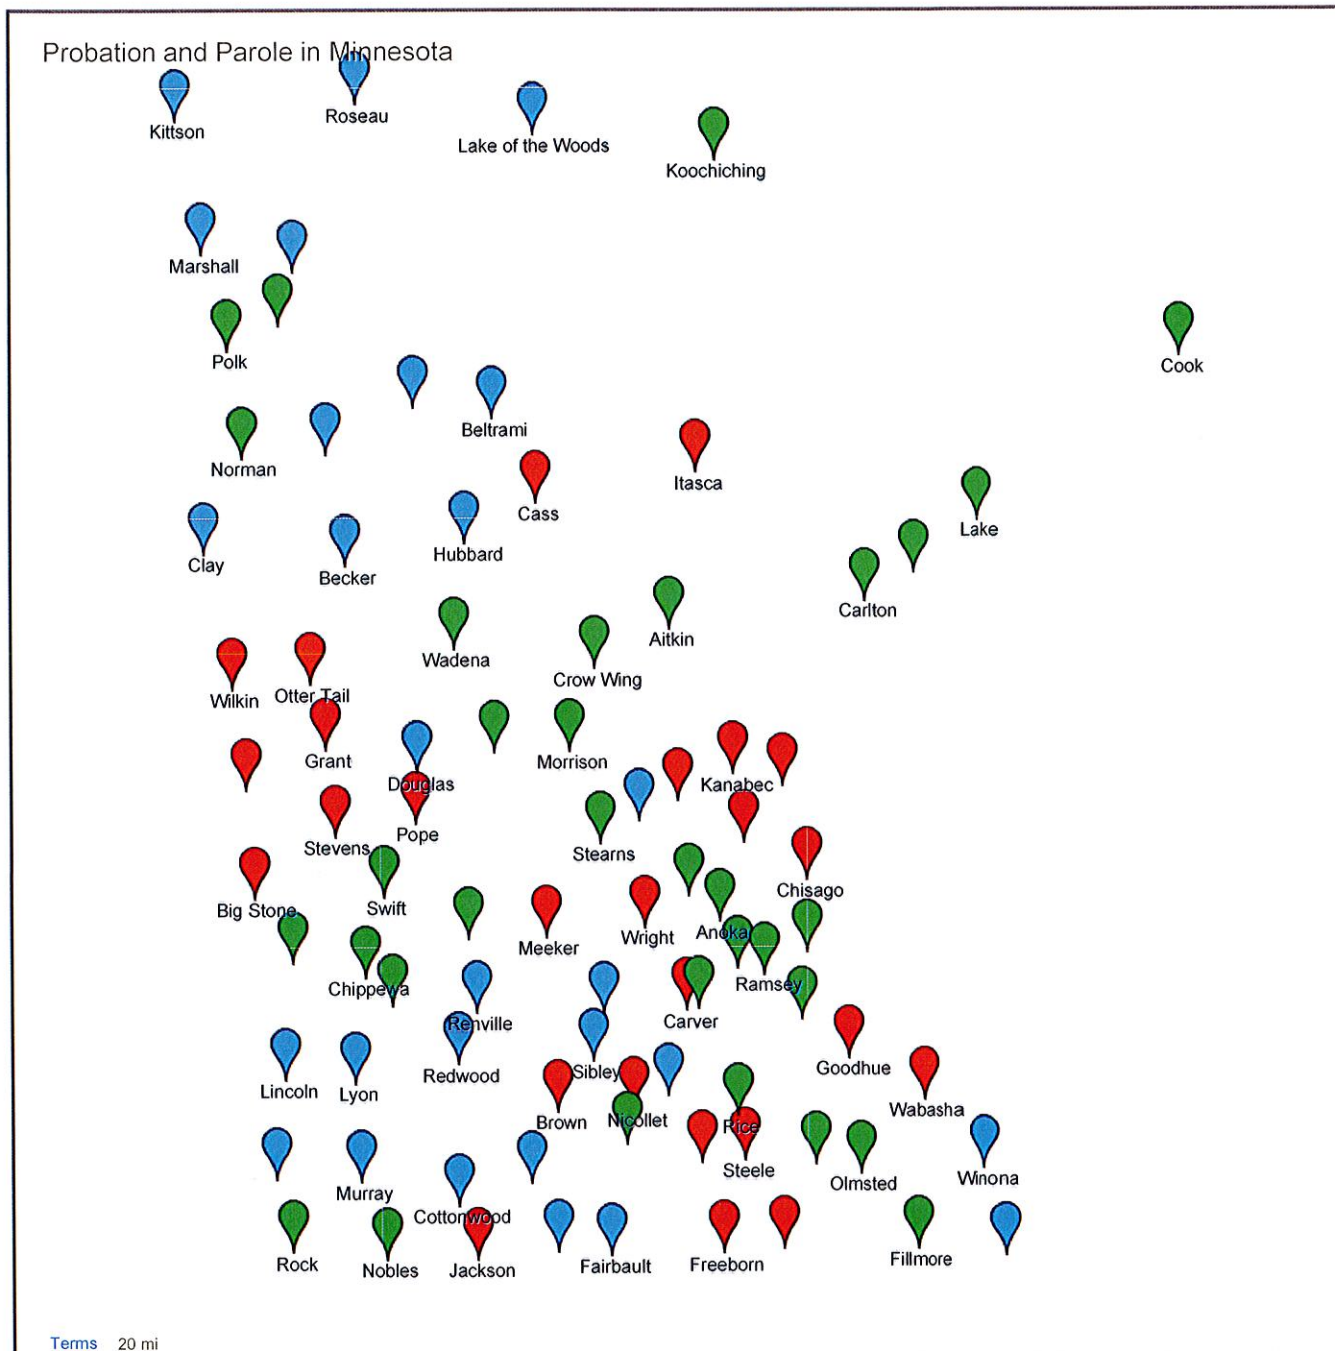 Probation and Parole in Minnesota
Kittson
Roseau
Lake of the Woods
Koochiching
Marshall
Polk
Cook
Beltrami
Norman
Itasca
Cass
Lake
Hubbard
Clay
Becker
Carlton
Aitkin
Wadena
Crow Wing
Otter Tail
Wilkin
Grant
Morrison
Douglas
Kanabec
Pope
Stevens
Stearns
Chisago
Big Stone
Swift
Anoka
Wright
Meeker
Ramsey
Chippewa
Carver
Renville
Goodhue
Sibley
Redwood
Lincoln
Lyon
Wabasha
Nicollet
Brown
Rice
Steele
Winona
Olmsted
Murray
Cottonwood
Fillmore
Rock
Freeborn
Fairbault
Nobles
Jackson
Terms 20 mi